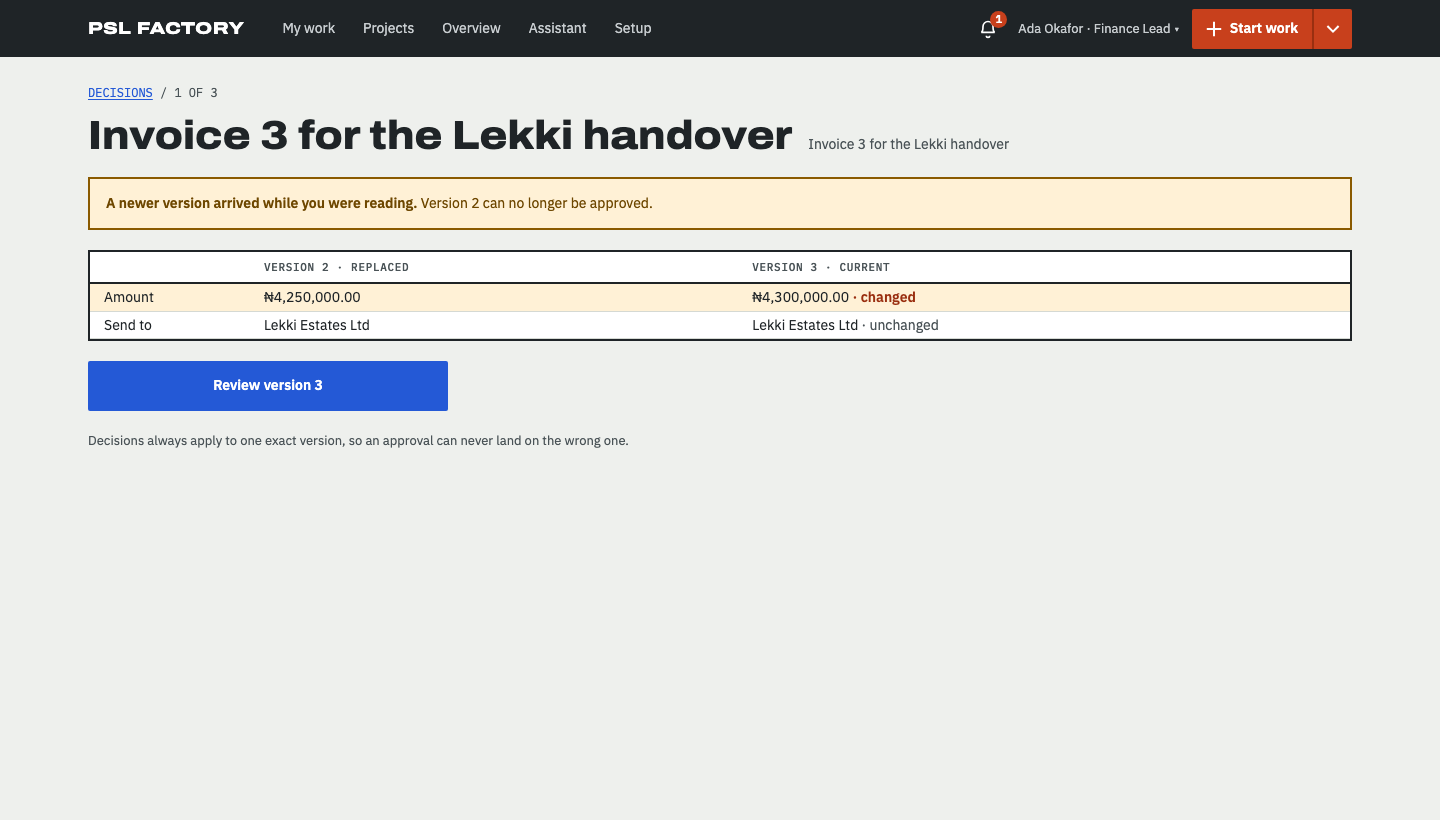 PSL FACTORY My work Projects Overview Assistant Setup 1 Ada Okafor · Finance Lead ▾ Start work
DECISIONS / 1 OF 3
Invoice 3 for the Lekki handover Invoice 3 for the Lekki handover
A newer version arrived while you were reading. Version 2 can no longer be approved.
VERSION 2 · REPLACED VERSION 3 · CURRENT
Amount ₦4,250,000.00 ₦4,300,000.00 · changed
Send to Lekki Estates Ltd Lekki Estates Ltd · unchanged
Review version 3
Decisions always apply to one exact version, so an approval can never land on the wrong one.